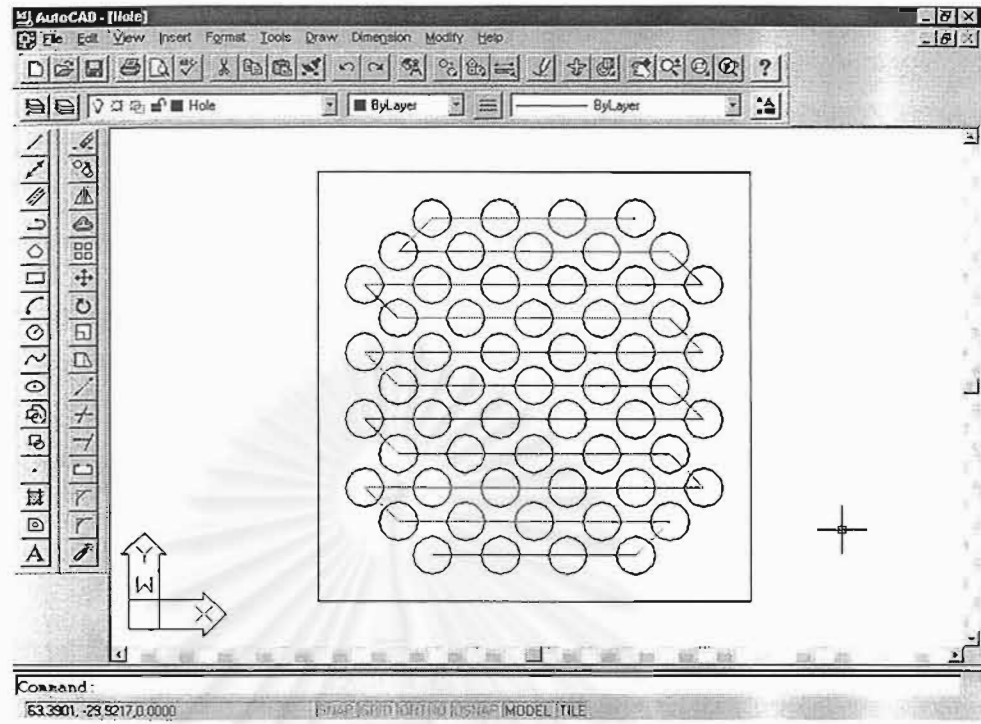 AutoCAD - [Hole]
File Edit View Insert Format Tools Draw Dimension Modify Help
Hole ByLayer ByLayer
A
Y
W
X
Command:
63.3901, -29.9217,0.0000 SNAP GRID ORTHO OSNAP MODEL TILE